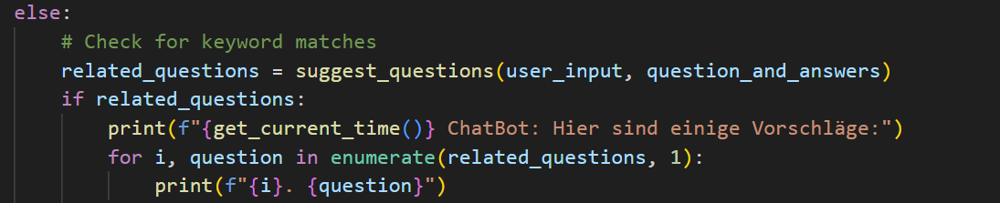 else:
    # Check for keyword matches
    related_questions = suggest_questions(user_input, question_and_answers)
    if related_questions:
        print(f"{get_current_time()} ChatBot: Hier sind einige Vorschläge:")
        for i, question in enumerate(related_questions, 1):
            print(f"{i}. {question}")